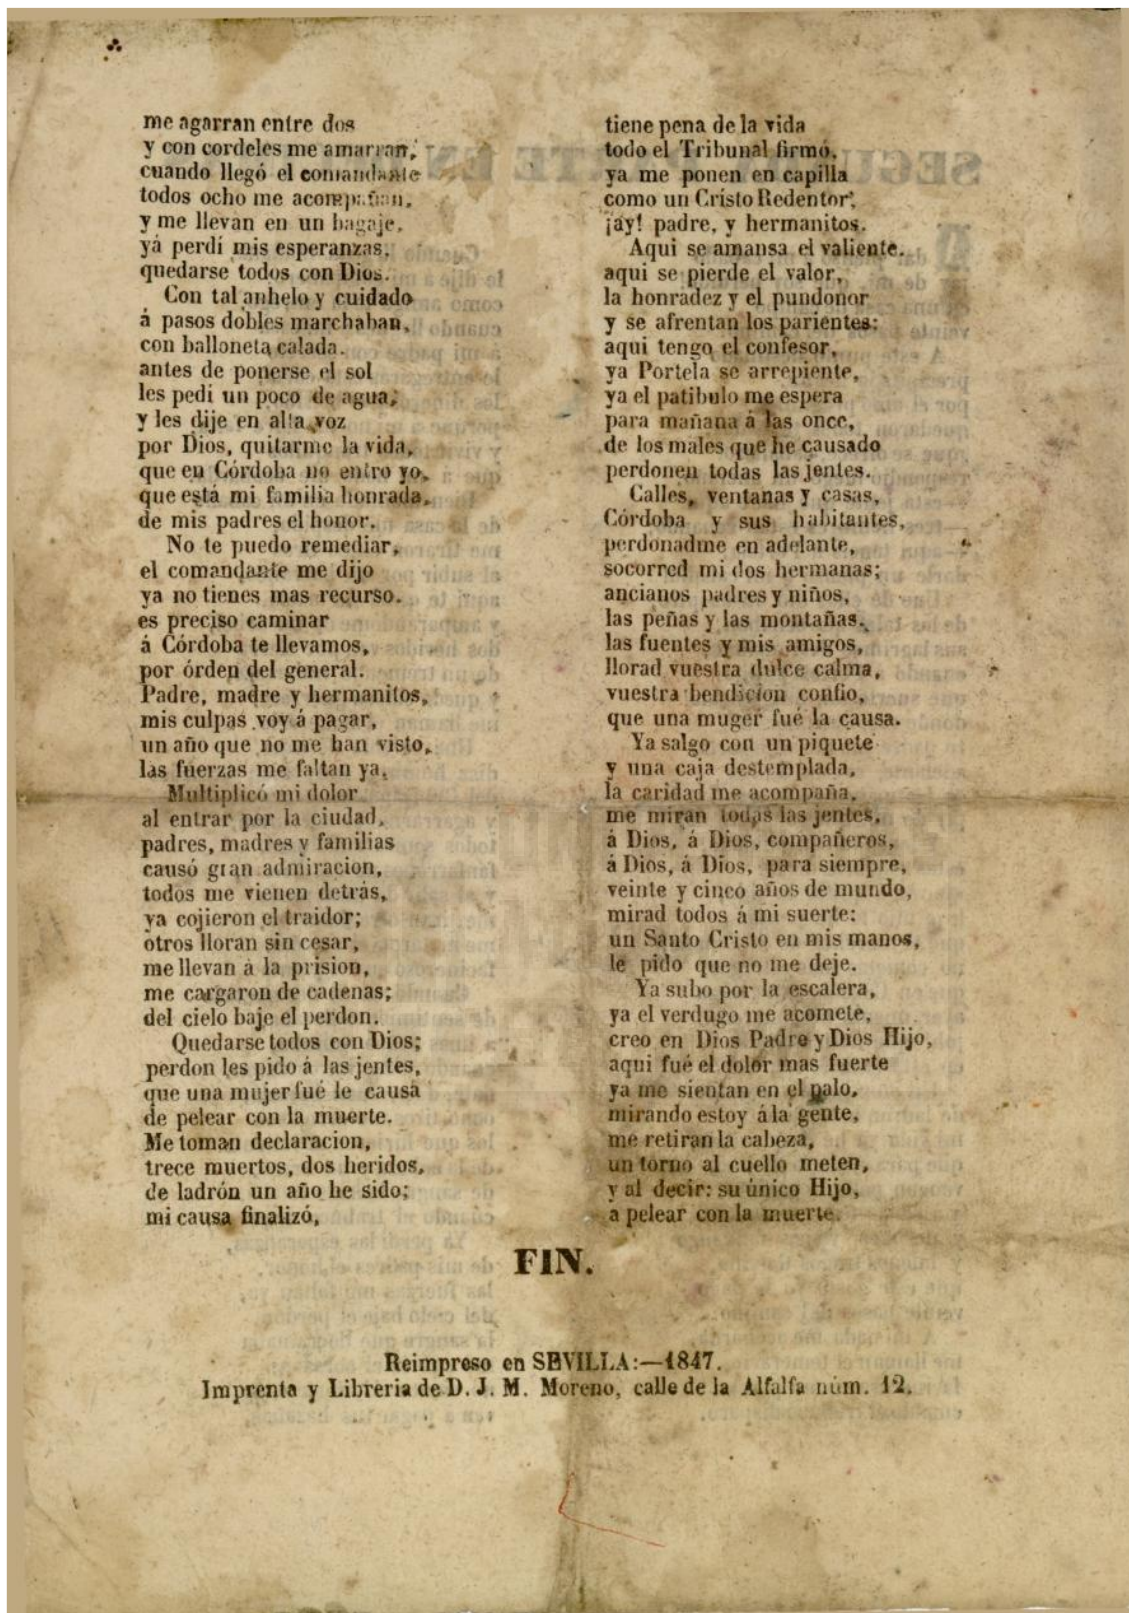 me agarran entre dos
y con cordeles me amarran,
cuando llegó el comandante
todos ocho me acompañan,
y me llevan en un bagaje,
yá perdí mis esperanzas,
quedarse todos con Dios.
Con tal anhelo y cuidado
á pasos dobles marchaban,
con balloneta calada.
antes de ponerse el sol
les pedi un poco de agua,
y les dije en alta voz
por Dios, quitarme la vida,
que en Córdoba no entro yo,
que está mi familia honrada,
de mis padres el honor.
No te puedo remediar,
el comandante me dijo
ya no tienes mas recurso.
es preciso caminar
á Córdoba te llevamos,
por órden del general.
Padre, madre y hermanitos,
mis culpas voy á pagar,
un año que no me han visto,
las fuerzas me faltan ya,
Multiplicó mi dolor
al entrar por la ciudad,
padres, madres y familias
causó gran admiracion,
todos me vienen detrás,
ya cojieron el traidor;
otros lloran sin cesar,
me llevan á la prision,
me cargaron de cadenas;
del cielo baje el perdon.
Quedarse todos con Dios;
perdon les pido á las jentes,
que una mujer fué le causa
de pelear con la muerte.
Me toman declaracion,
trece muertos, dos heridos,
de ladrón un año he sido;
mi causa finalizó,
tiene pena de la vida
todo el Tribunal firmó,
ya me ponen en capilla
como un Cristo Redentor,
¡ay! padre, y hermanitos.
Aqui se amansa el valiente.
aqui se pierde el valor,
la honradez y el pundonor
y se afrentan los parientes:
aqui tengo el confesor,
ya Portela se arrepiente,
ya el patibulo me espera
para mañana á las once,
de los males que he causado
perdonen todas las jentes.
Calles, ventanas y casas,
Córdoba y sus habitantes,
perdonadme en adelante,
socorred mi dos hermanas;
ancianos padres y niños,
las peñas y las montañas.
las fuentes y mis amigos,
llorad vuestra dulce calma,
vuestra bendicion confio,
que una muger fué la causa.
Ya salgo con un piquete
y una caja destemplada,
la caridad me acompaña,
me miran todas las jentes,
á Dios, á Dios, compañeros,
á Dios, á Dios, para siempre,
veinte y cinco años de mundo,
mirad todos á mi suerte:
un Santo Cristo en mis manos,
le pido que no me deje.
Ya subo por la escalera,
ya el verdugo me acomete,
creo en Dios Padre y Dios Hijo,
aqui fué el dolor mas fuerte
ya me sientan en el palo,
mirando estoy á la gente,
me retiran la cabeza,
un torno al cuello meten,
y al decir: su único Hijo,
a pelear con la muerte.
FIN.
Reimpreso en SEVILLA:—1847.
Imprenta y Libreria de D. J. M. Moreno, calle de la Alfalfa núm. 12.